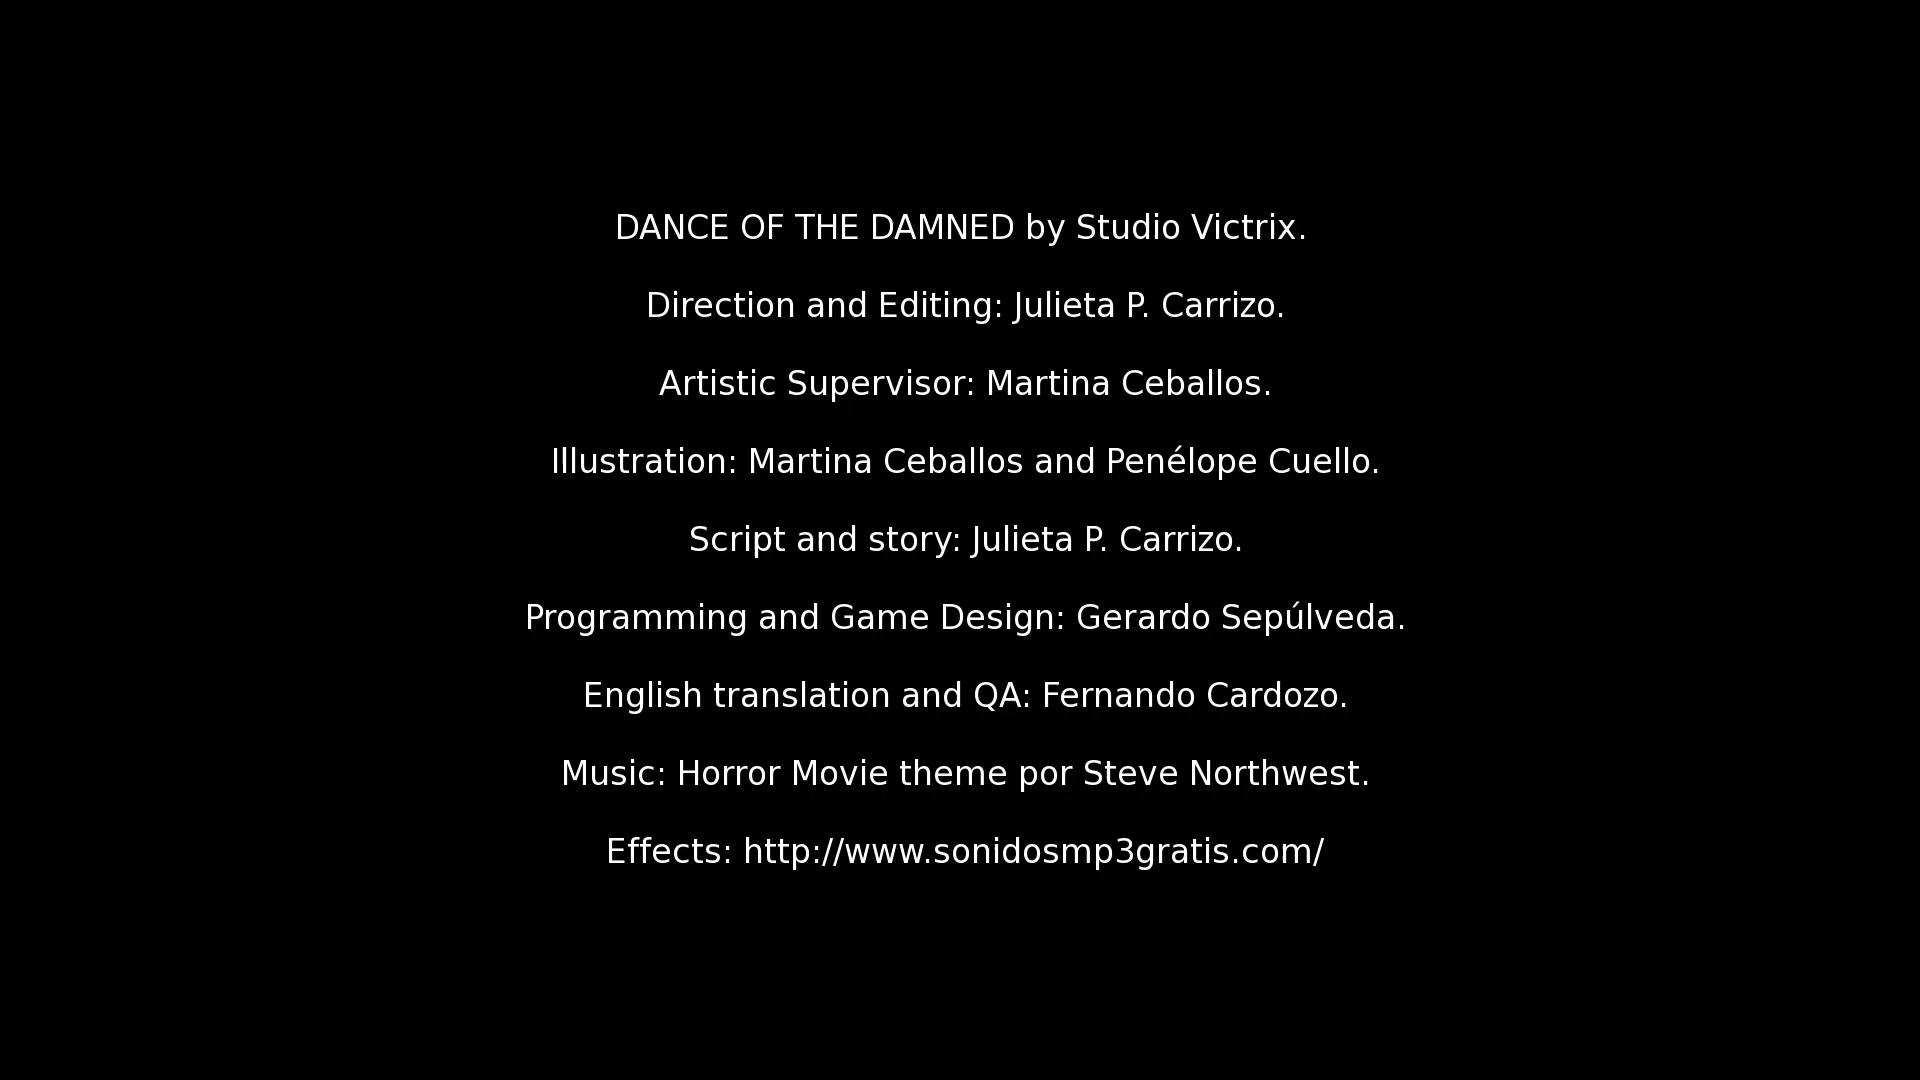 DANCE OF THE DAMNED by Studio Victrix.
Direction and Editing: Julieta P. Carrizo.
Artistic Supervisor: Martina Ceballos.
Illustration: Martina Ceballos and Penélope Cuello.
Script and story: Julieta P. Carrizo.
Programming and Game Design: Gerardo Sepúlveda.
English translation and QA: Fernando Cardozo.
Music: Horror Movie theme por Steve Northwest.
Effects: http://www.sonidosmp3gratis.com/